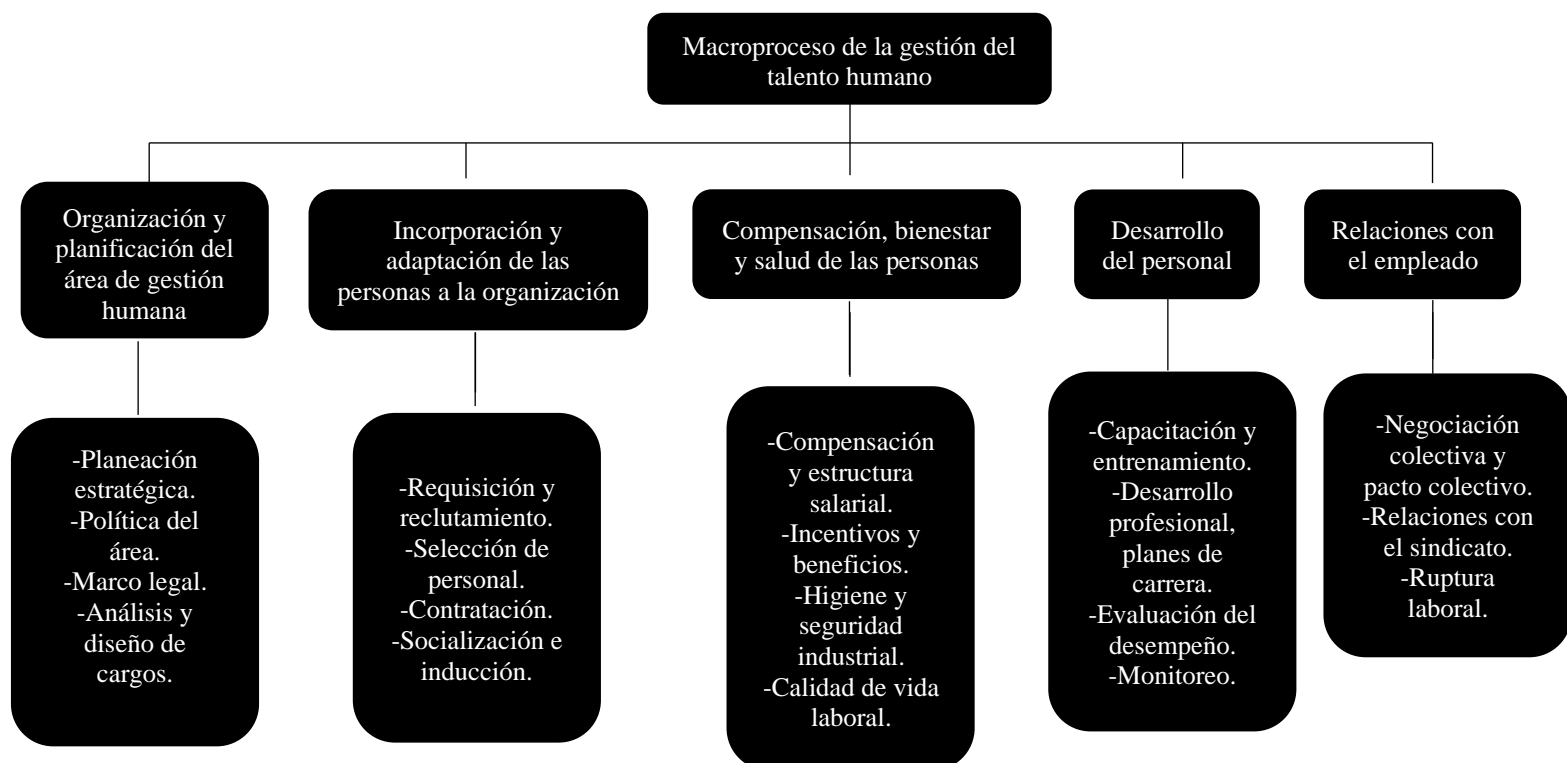 Macroproceso de la gestión del
talento humano
Organización y
planificación del
área de gestión
humana
Incorporación y
adaptación de las
personas a la organización
Compensación, bienestar
y salud de las personas
Desarrollo
del personal
Relaciones con
el empleado
-Planeación
estratégica.
-Política del
área.
-Marco legal.
-Análisis y
diseño de
cargos.
-Requisición y
reclutamiento.
-Selección de
personal.
-Contratación.
-Socialización e
inducción.
-Compensación
y estructura
salarial.
-Incentivos y
beneficios.
-Higiene y
seguridad
industrial.
-Calidad de vida
laboral.
-Capacitación y
entrenamiento.
-Desarrollo
profesional,
planes de
carrera.
-Evaluación del
desempeño.
-Monitoreo.
-Negociación
colectiva y
pacto colectivo.
-Relaciones con
el sindicato.
-Ruptura
laboral.